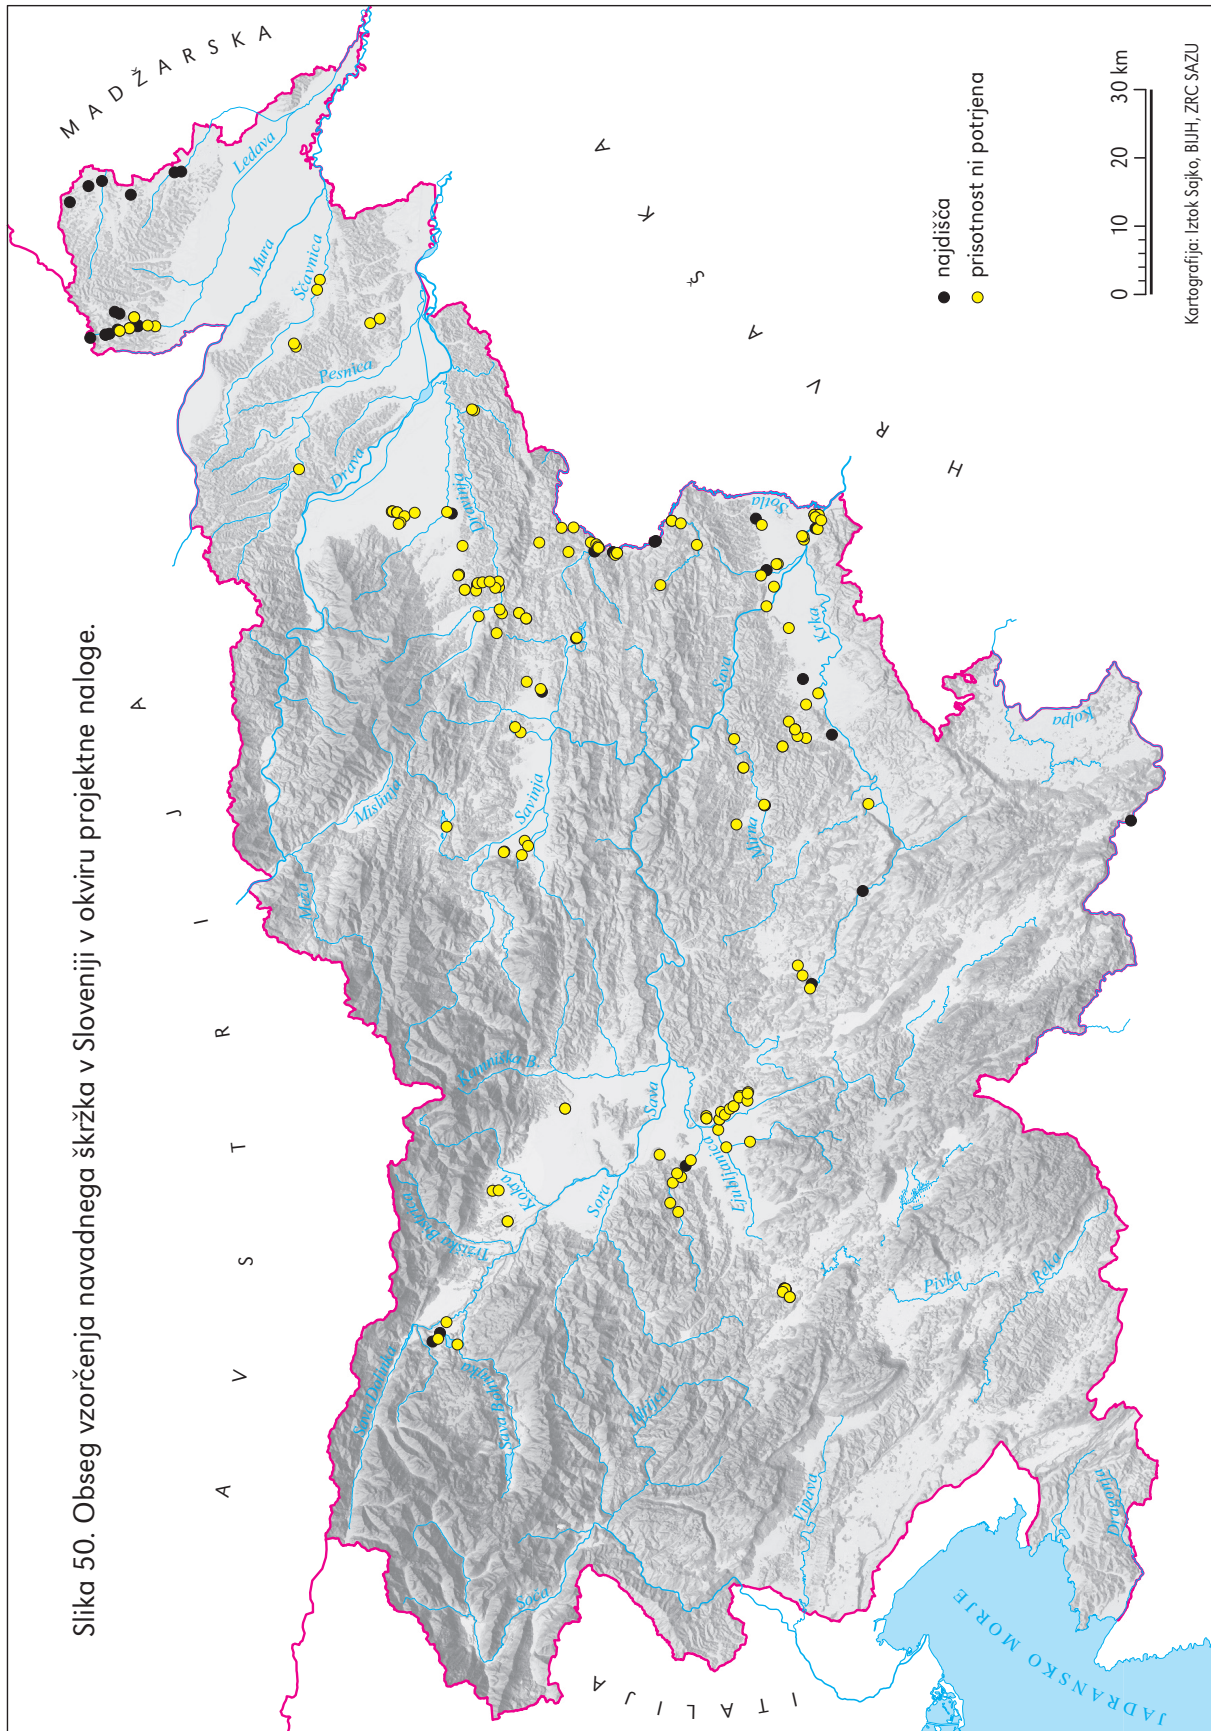 Slika 50. Obseg vzorčenja navadnega škržka v Sloveniji v okviru projektne naloge.
AVSTRIJA
MADŽARSKA
ITALIJA
HRVAŠKA
JADRANSKO MORJE
Ledava
Mura
Ščavnica
Pesnica
Drava
Dravinja
Mislinja
Meža
Savinja
Sotla
Sava
Krka
Mirna
Kolpa
Kamniška B.
Kokra
Tržiška Bistrica
Sava
Sora
Ljubljanica
Sava Dolinka
Sava Bohinjka
Idrijca
Soča
Vipava
Pivka
Reka
Dragonja
najdišča
prisotnost ni potrjena
0 10 20 30 km
Kartografija: Iztok Sajko, BIJH, ZRC SAZU